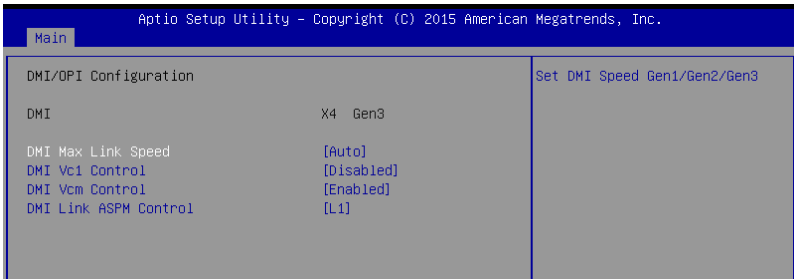 Aptio Setup Utility – Copyright (C) 2015 American Megatrends, Inc.
Main
DMI/OPI Configuration
Set DMI Speed Gen1/Gen2/Gen3
DMI X4 Gen3
DMI Max Link Speed [Auto]
DMI Vc1 Control [Disabled]
DMI Vcm Control [Enabled]
DMI Link ASPM Control [L1]